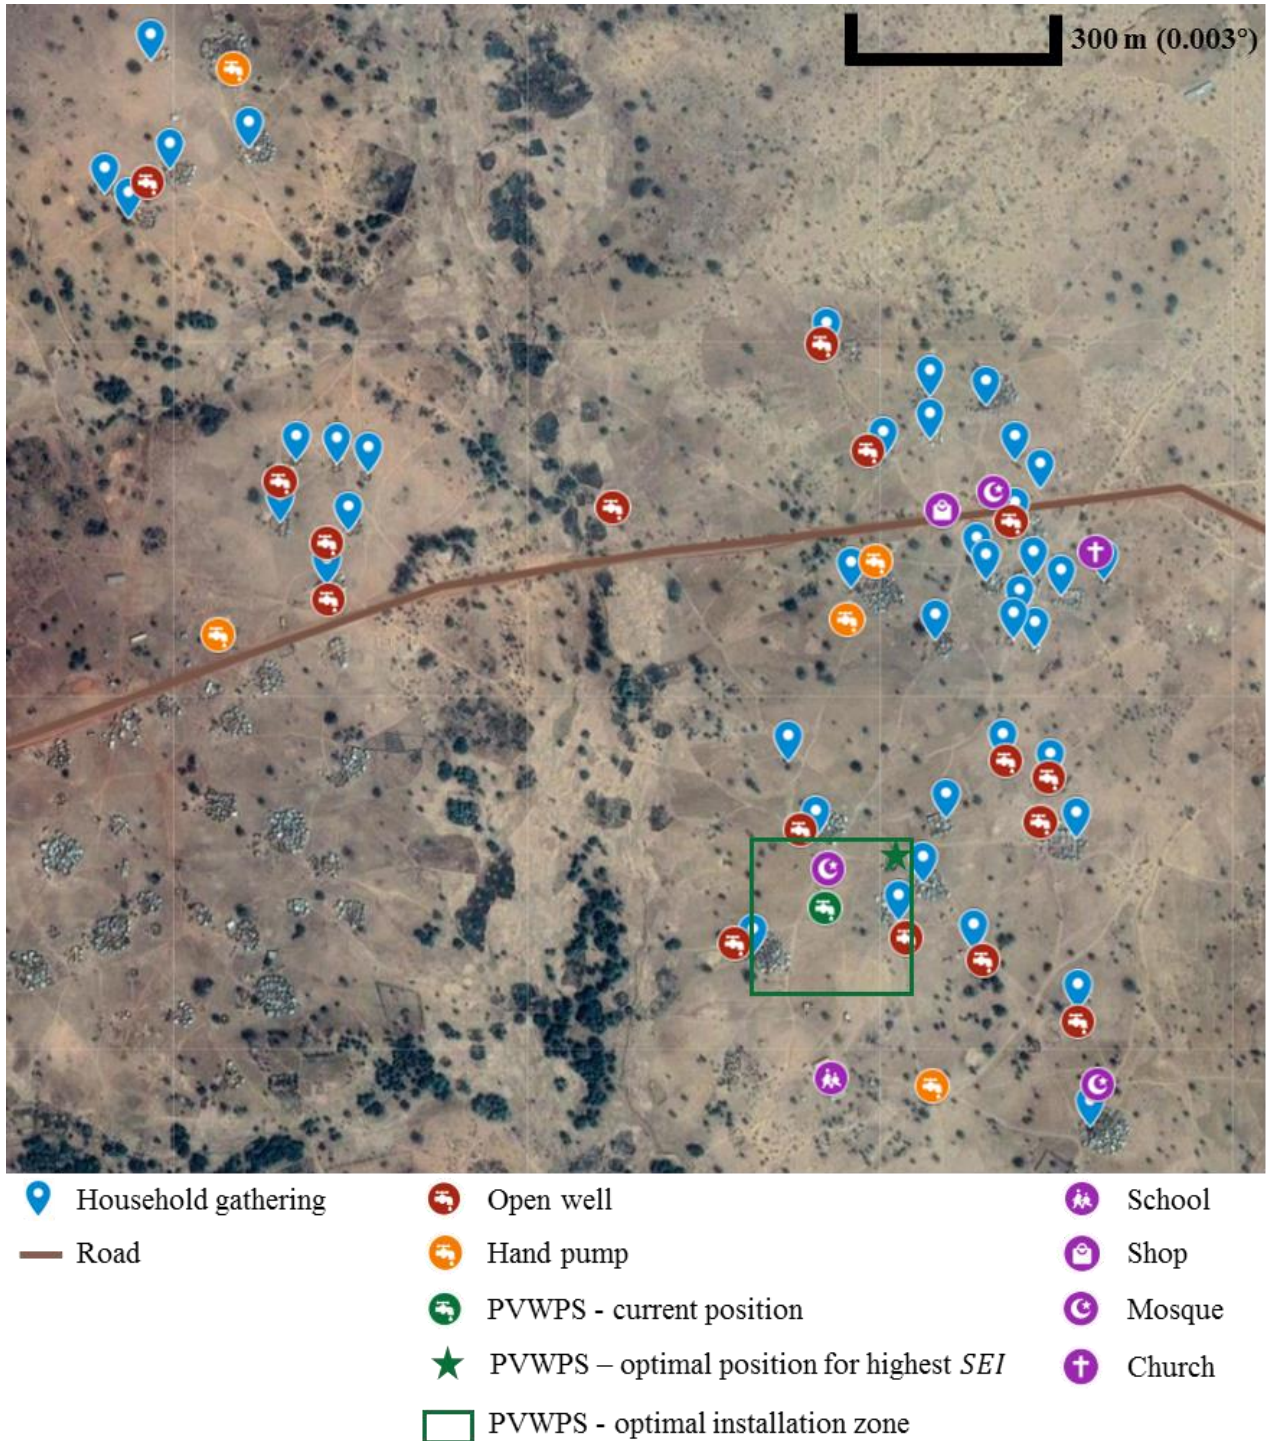 300 m (0.003°)
Household gathering
Road
Open well
Hand pump
PVWPS - current position
PVWPS – optimal position for highest SEI
PVWPS - optimal installation zone
School
Shop
Mosque
Church